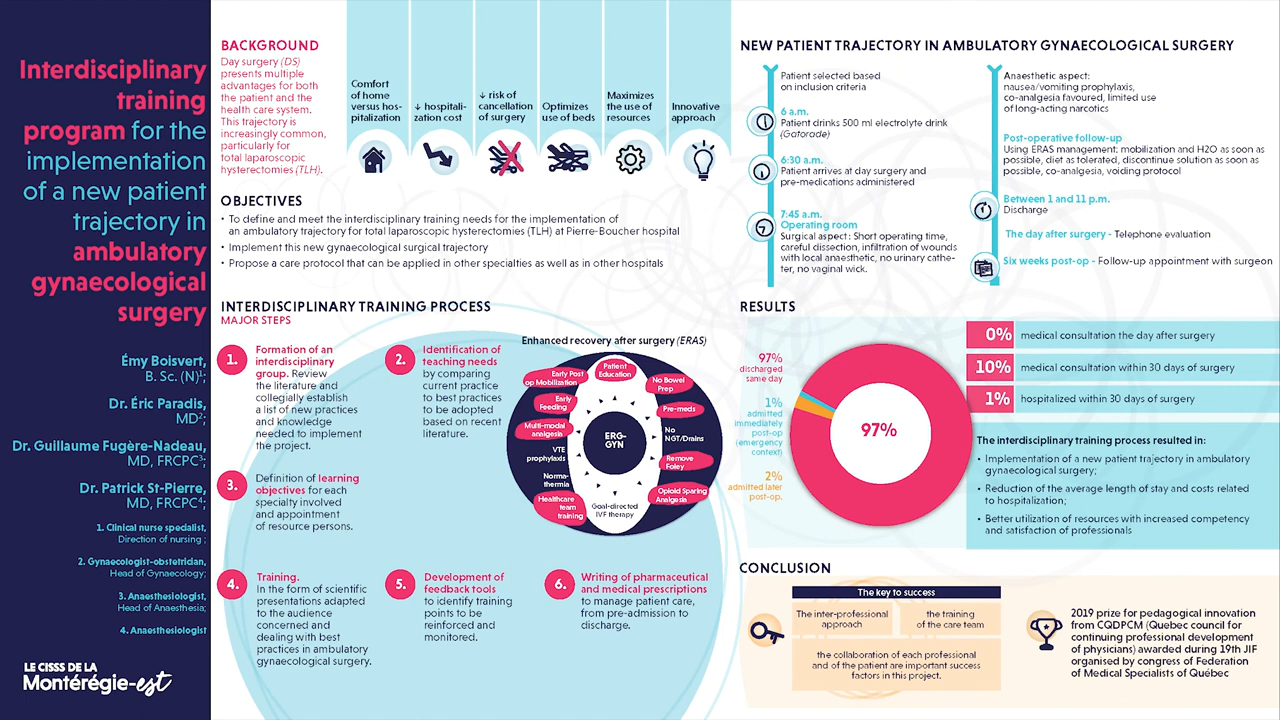 Interdisciplinary
training
program for the
implementation
of a new patient
trajectory in
ambulatory
gynaecological
surgery
Émy Boisvert,
B. Sc. (N)1;
Dr. Éric Paradis,
MD2;
Dr. Guillaume Fugère-Nadeau,
MD, FRCPC3;
Dr. Patrick St-Pierre,
MD, FRCPC4;
1. Clinical nurse spcialist,
Direction of nursing ;
2. Gynaecologist-obstetrician,
Head of Gynaecology;
3. Anaesthesiologist,
Head of Anaesthesia;
4. Anaesthesiologist
LE CISSS DE LA
Montérégie-est
BACKGROUND
Day surgery (DS)
presents multiple
advantages for both
the patient and the
health care system.
This trajectory is
increasingly common,
particularly for
total laparoscopic
hysterectomies (TLH).
Comfort
of home
versus hos-
pitalization
↓ hospitali-
zation cost
↓ risk of
cancellation
of surgery
Optimizes
use of beds
Maximizes
the use of
resources
Innovative
approach
OBJECTIVES
• To define and meet the interdisciplinary training needs for the implementation of
an ambulatory trajectory for total laparoscopic hysterectomies (TLH) at Pierre-Boucher hospital
• Implement this new gynaecological surgical trajectory
• Propose a care protocol that can be applied in other specialties as well as in other hospitals
INTERDISCIPLINARY TRAINING PROCESS
MAJOR STEPS
1.
Formation of an
interdisciplinary
group. Review
the literature and
collegially establish
a list of new practices
and knowledge
needed to implement
the project.
2.
Identification of
teaching needs
by comparing
current practice
to best practices
to be adopted
based on recent
literature.
3.
Definition of learning
objectives for each
specialty involved
and appointment
of resource persons.
4.
Training.
In the form of scientific
presentations adapted
to the audience
concerned and
dealing with best
practices in ambulatory
gynaecological surgery.
5.
Development of
feedback tools
to identify training
points to be
reinforced and
monitored.
6.
Writing of pharmaceutical
and medical prescriptions
to manage patient care,
from pre-admission to
discharge.
Enhanced recovery after surgery (ERAS)
Patient
Education
No Bowel
Prep
Pre-meds
No
NGT/Drains
Remove
Foley
Opioid Sparing
Analgesia
Goal-directed
IVF therapy
Healthcare
team
training
Norma-
thermia
VTE
prophylaxis
Multi-modal
analgesia
Early
Feeding
Early Post
op Mobilization
ERG-
GYN
NEW PATIENT TRAJECTORY IN AMBULATORY GYNAECOLOGICAL SURGERY
Patient selected based
on inclusion criteria
6 a.m.
Patient drinks 500 ml electrolyte drink
(Gatorade)
6:30 a.m.
Patient arrives at day surgery and
pre-medications administered
7:45 a.m.
Operating room
Surgical aspect: Short operating time,
careful dissection, infiltration of wounds
with local anaesthetic, no urinary cathe-
ter, no vaginal wick.
Anaesthetic aspect:
nausea/vomiting prophylaxis,
co-analgesia favoured, limited use
of long-acting narcotics
Post-operative follow-up
Using ERAS management: mobilization and H2O as soon as
possible, diet as tolerated, discontinue solution as soon as
possible, co-analgesia, voiding protocol
Between 1 and 11 p.m.
Discharge
The day after surgery - Telephone evaluation
Six weeks post-op - Follow-up appointment with surgeon
RESULTS
97%
discharged
same day
1%
admitted
immediately
post-op
(emergency
context)
2%
admitted later
post-op.
97%
0% medical consultation the day after surgery
10% medical consultation within 30 days of surgery
1% hospitalized within 30 days of surgery
The interdisciplinary training process resulted in:
• Implementation of a new patient trajectory in ambulatory
gynaecological surgery;
• Reduction of the average length of stay and costs related
to hospitalization;
• Better utilization of resources with increased competency
and satisfaction of professionals
CONCLUSION
The key to success
The inter-professional
approach
the training
of the care team
the collaboration of each professional
and of the patient are important success
factors in this project.
2019 prize for pedagogical innovation
from CQDPCM (Quebec council for
continuing professional development
of physicians) awarded during 19th JIF
organised by congress of Federation
of Medical Specialists of Québec